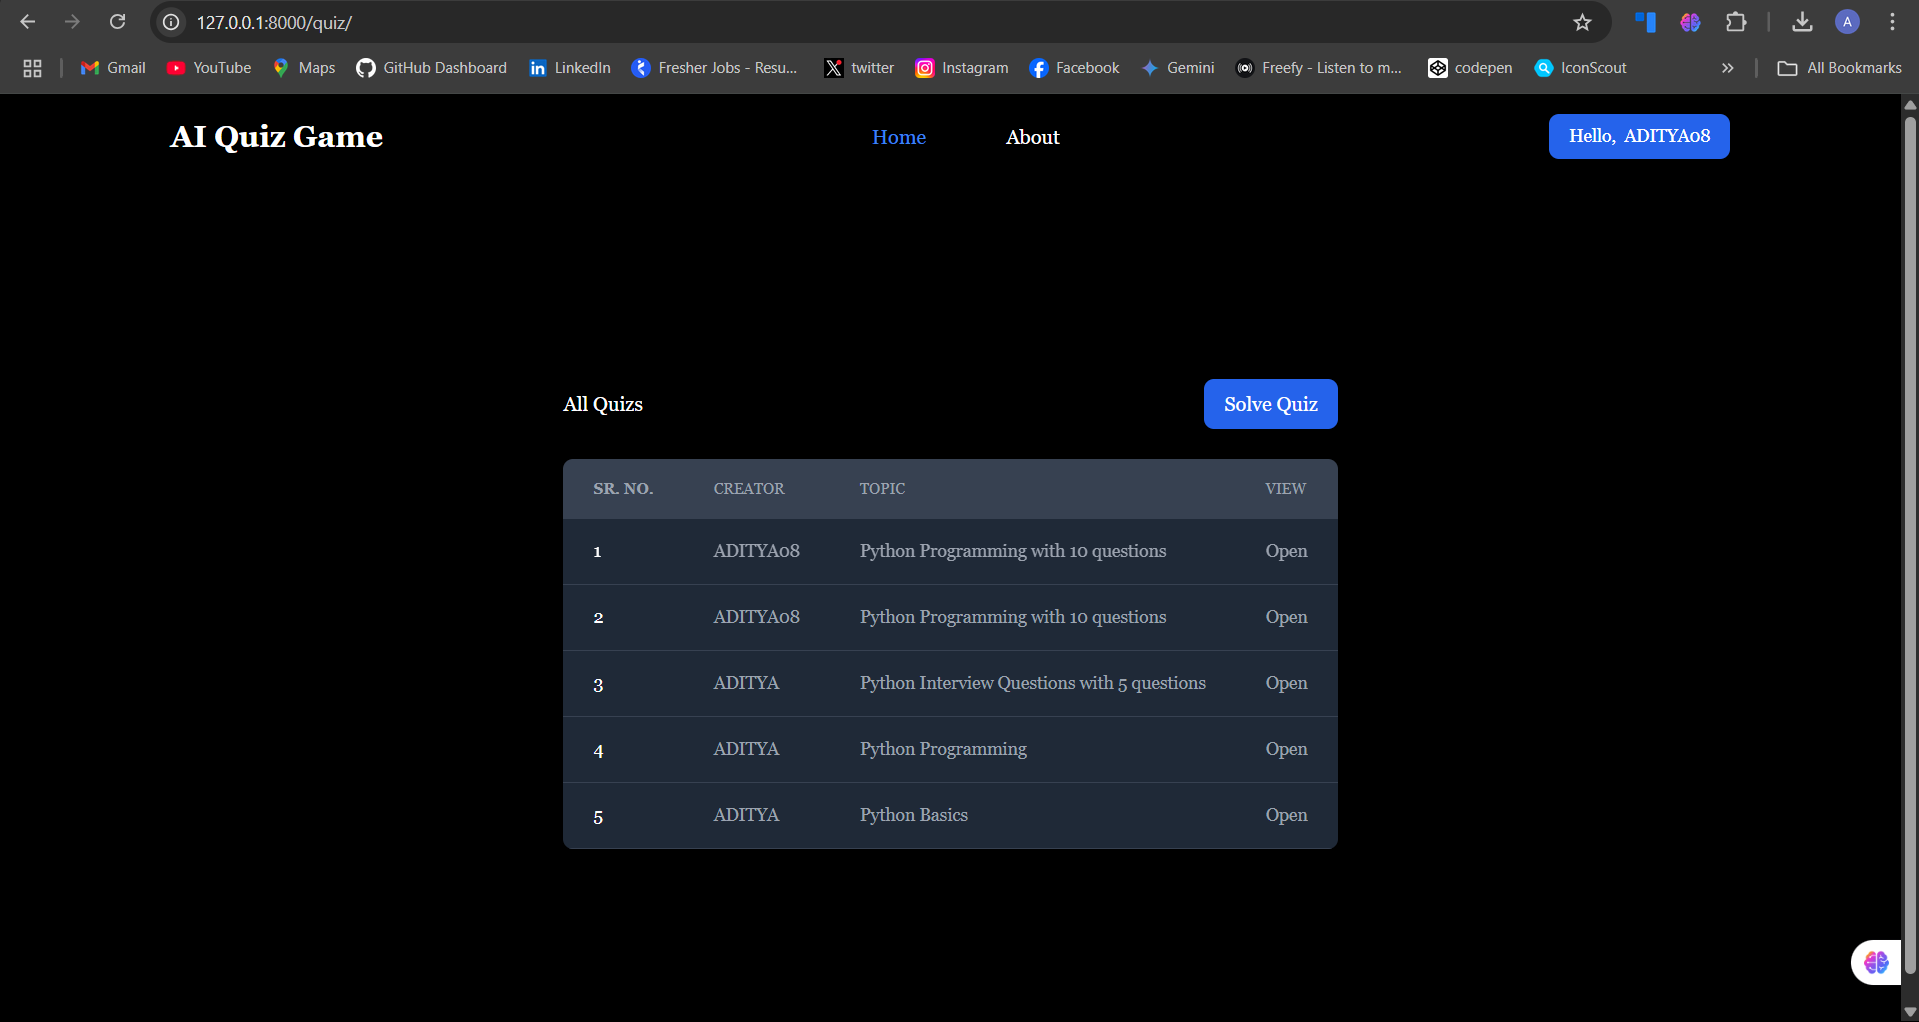 127.0.0.1:8000/quiz/
A
Gmail YouTube Maps GitHub Dashboard LinkedIn Fresher Jobs - Resu... twitter Instagram Facebook Gemini Freefy - Listen to m... codepen IconScout » All Bookmarks
AI Quiz Game Home About Hello, ADITYA08
All Quizs Solve Quiz
SR. NO. CREATOR TOPIC VIEW
1 ADITYA08 Python Programming with 10 questions Open
2 ADITYA08 Python Programming with 10 questions Open
3 ADITYA Python Interview Questions with 5 questions Open
4 ADITYA Python Programming Open
5 ADITYA Python Basics Open